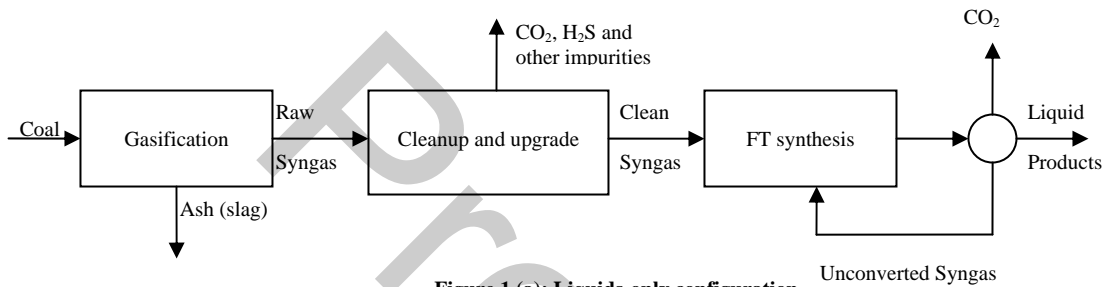 CO₂
CO₂, H₂S and
other impurities
Coal
Gasification
Raw
Syngas
Cleanup and upgrade
Clean
Syngas
FT synthesis
Liquid
Products
Ash (slag)
Unconverted Syngas
Figure 1 (a): Liquids only configuration
Pr